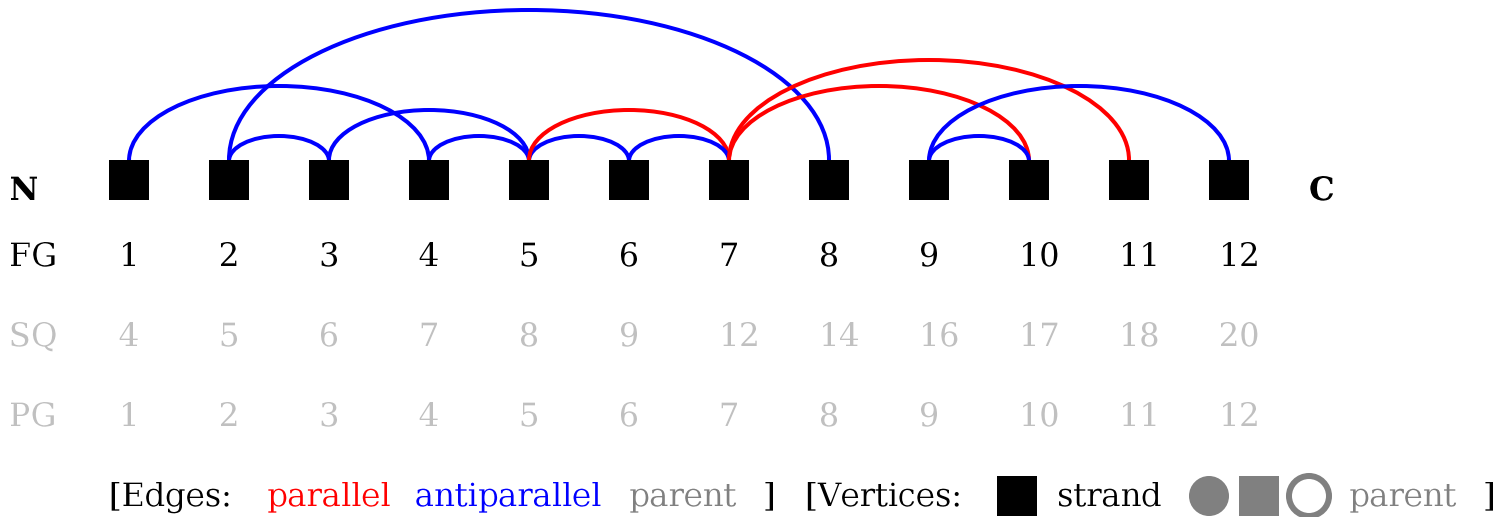 N C
FG 1 2 3 4 5 6 7 8 9 10 11 12
SQ 4 5 6 7 8 9 12 14 16 17 18 20
PG 1 2 3 4 5 6 7 8 9 10 11 12
[Edges: parallel antiparallel parent ] [Vertices: strand parent ]